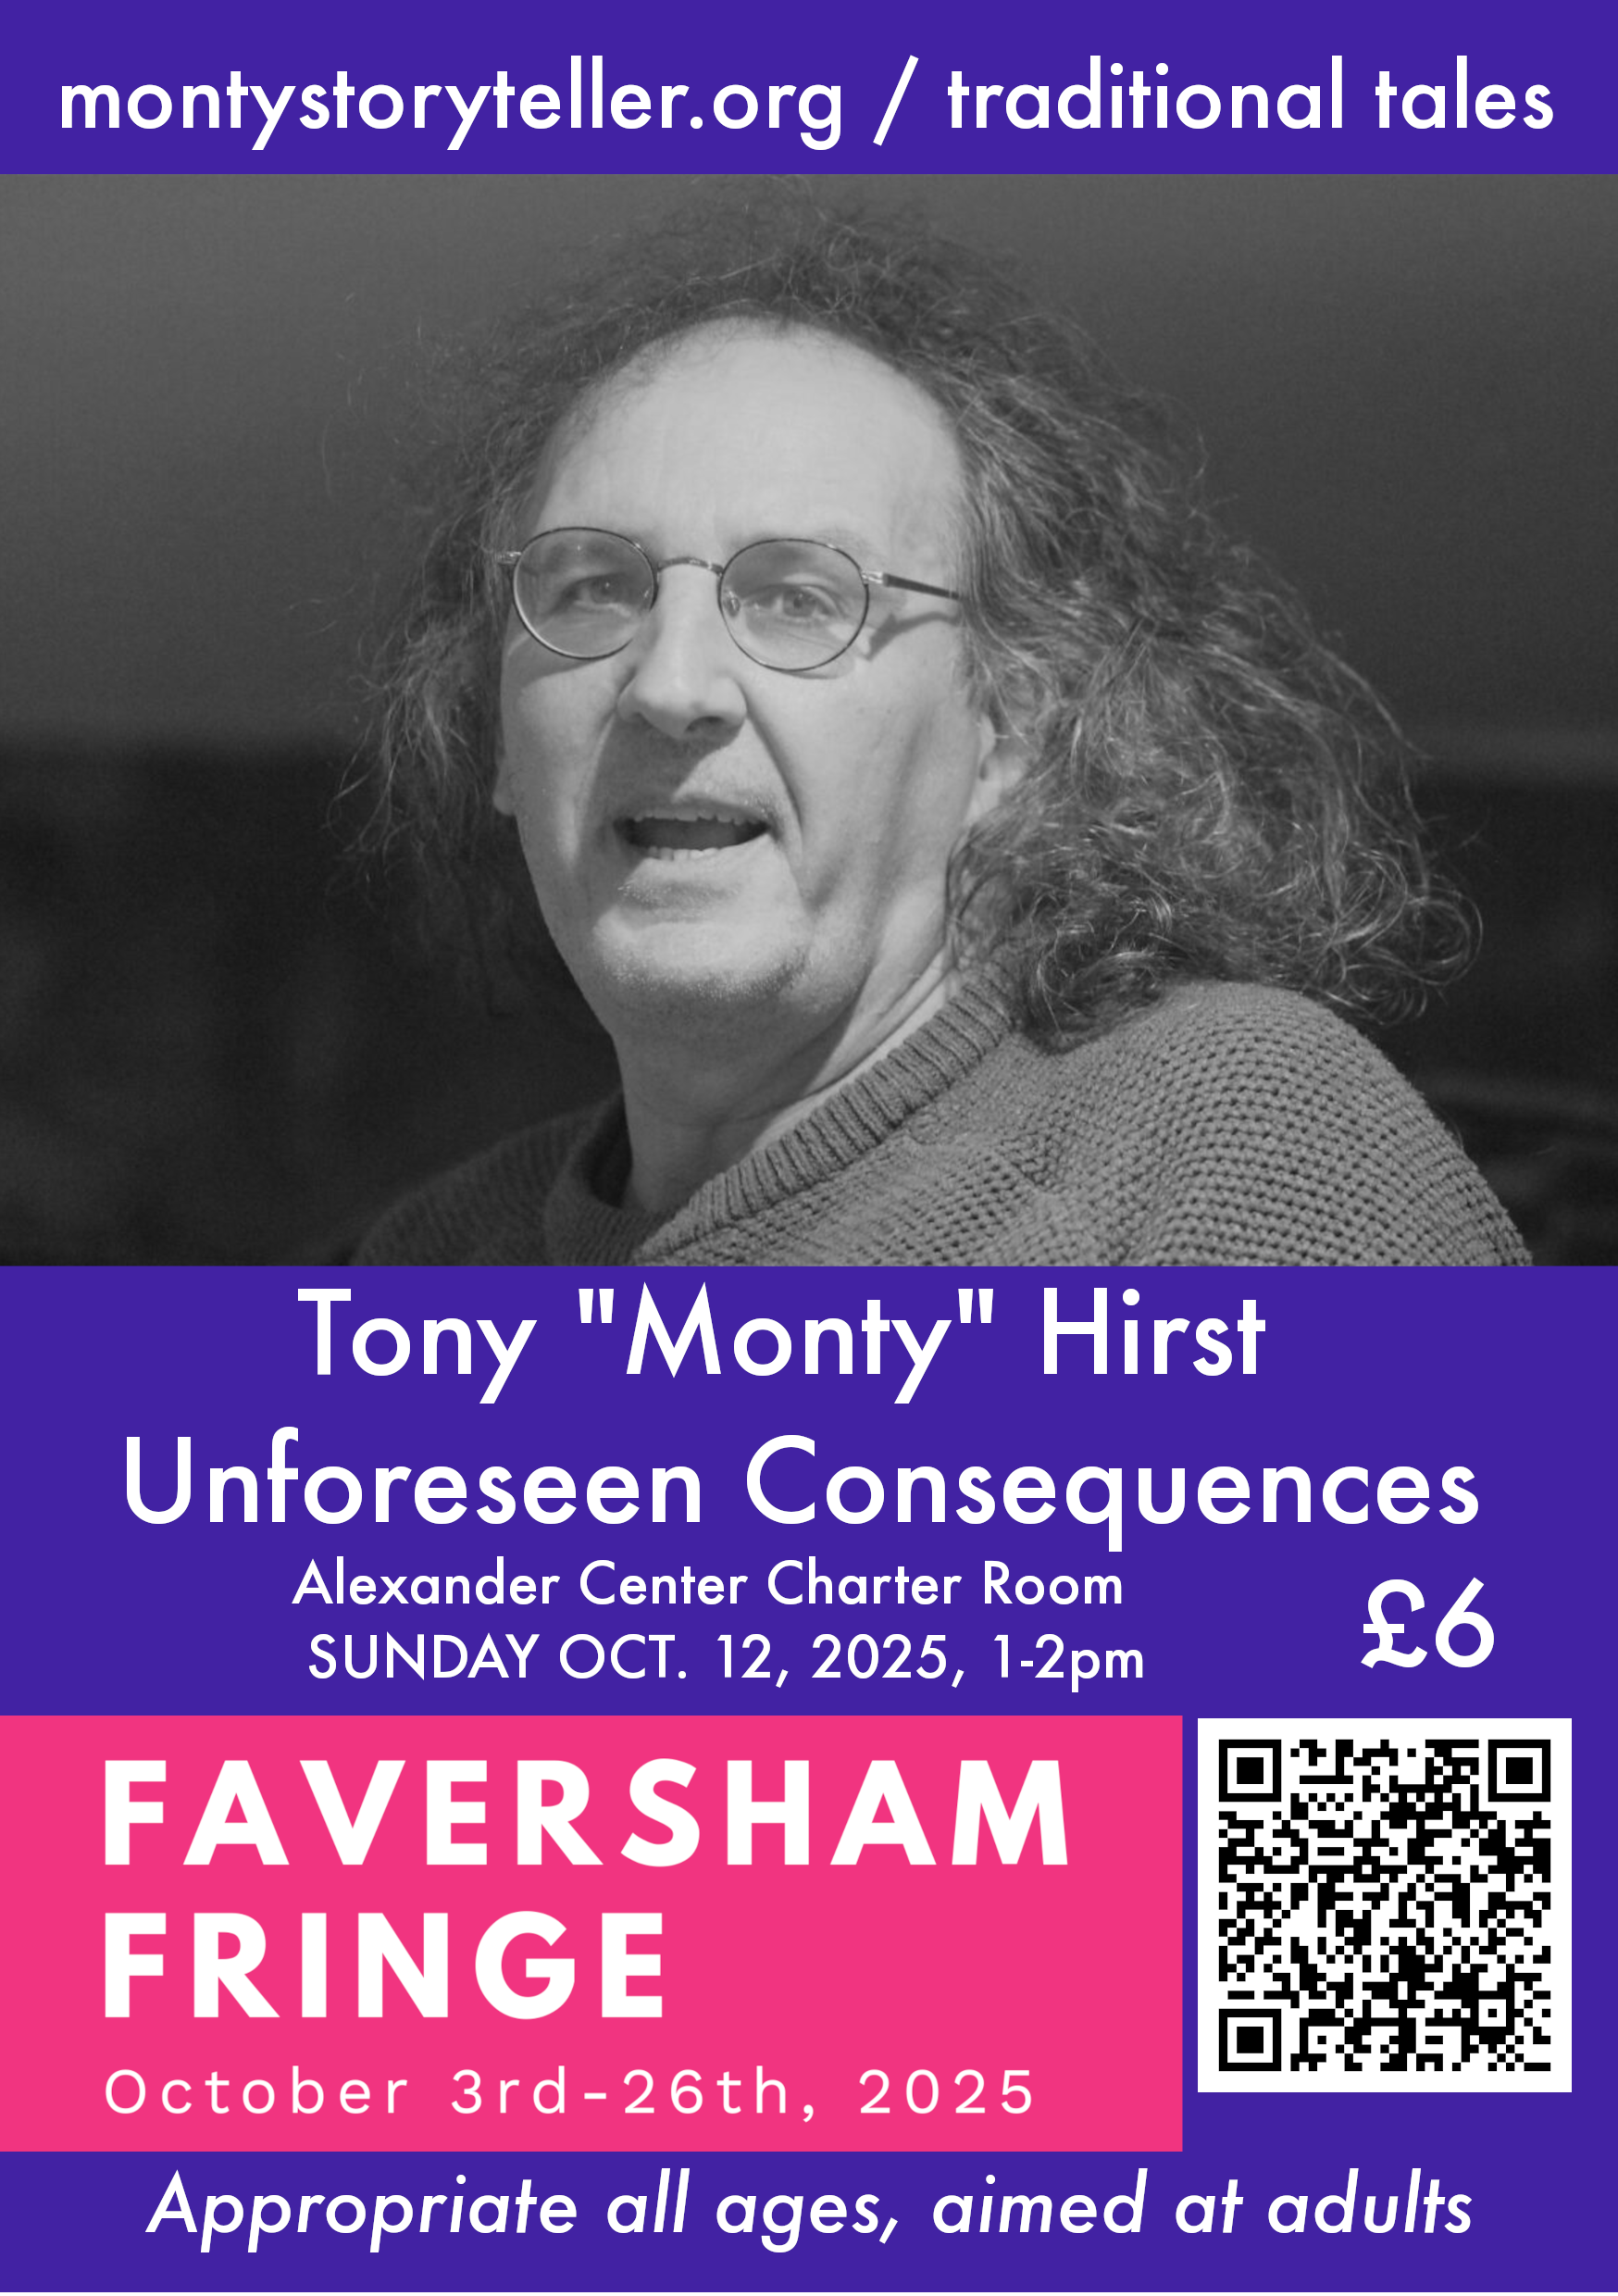 montystoryteller.org / traditional tales
Tony "Monty" Hirst
Unforeseen Consequences
Alexander Center Charter Room
£6
SUNDAY OCT. 12, 2025, 1-2pm
FAVERSHAM
FRINGE
October 3rd-26th, 2025
Appropriate all ages, aimed at adults